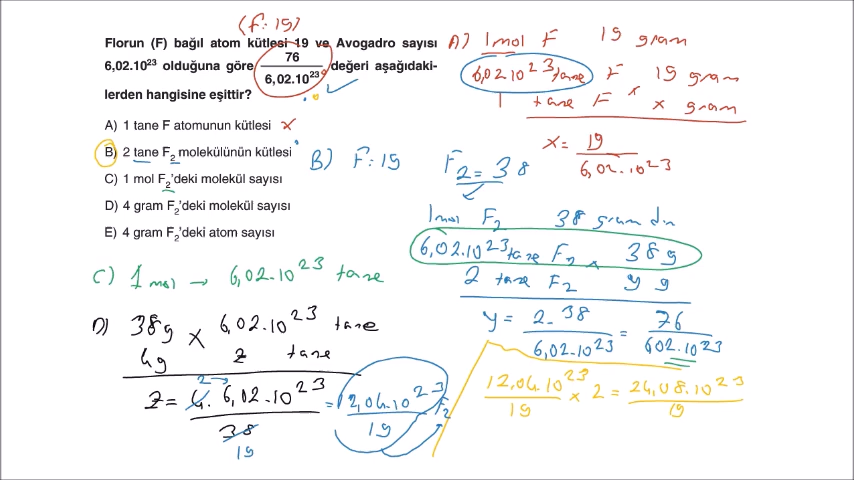 (F: 19)
Florun (F) bağıl atom kütlesi 19 ve Avogadro sayısı
6,02.10²³ olduğuna göre 76 / 6,02.10²³ değeri aşağıdaki-
lerden hangisine eşittir?
A) 1 tane F atomunun kütlesi x
B) 2 tane F₂ molekülünün kütlesi
C) 1 mol F₂'deki molekül sayısı
D) 4 gram F₂'deki molekül sayısı
E) 4 gram F₂'deki atom sayısı
A) 1mol F 19 gram
6,02.10²³ tane F 19 gram
1 tane F x x gram
x = 19 / 6,02.10²³
B) F: 19 F₂ = 38
1mol F₂ 38 gramdır
6,02.10²³ tane F₂ x 38g
2 tane F₂ y g
y = 2.38 / 6,02.10²³ = 76 / 602.10²³
C) 1 mol → 6,02.10²³ tane
D) 38g x 6,02.10²³ tane
4g z tane
z = 4. 6,02.10²³ / 38 = 12,04.10²³ / 19 F₂
2
19
12,04.10²³ / 19 x 2 = 24,08.10²³ / 19